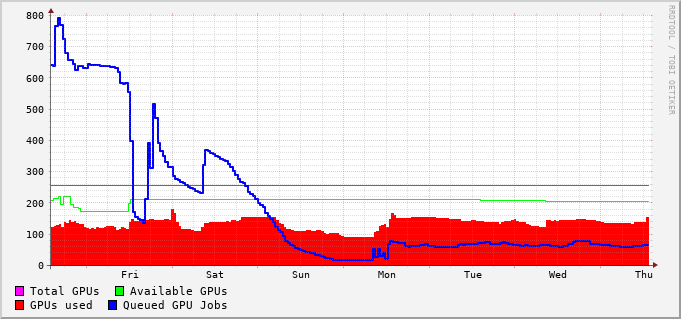 800
700
600
500
400
300
200
100
0
Fri Sat Sun Mon Tue Wed Thu
Total GPUs Available GPUs
GPUs used Queued GPU Jobs
RRDTOOL / TOBI OETIKER